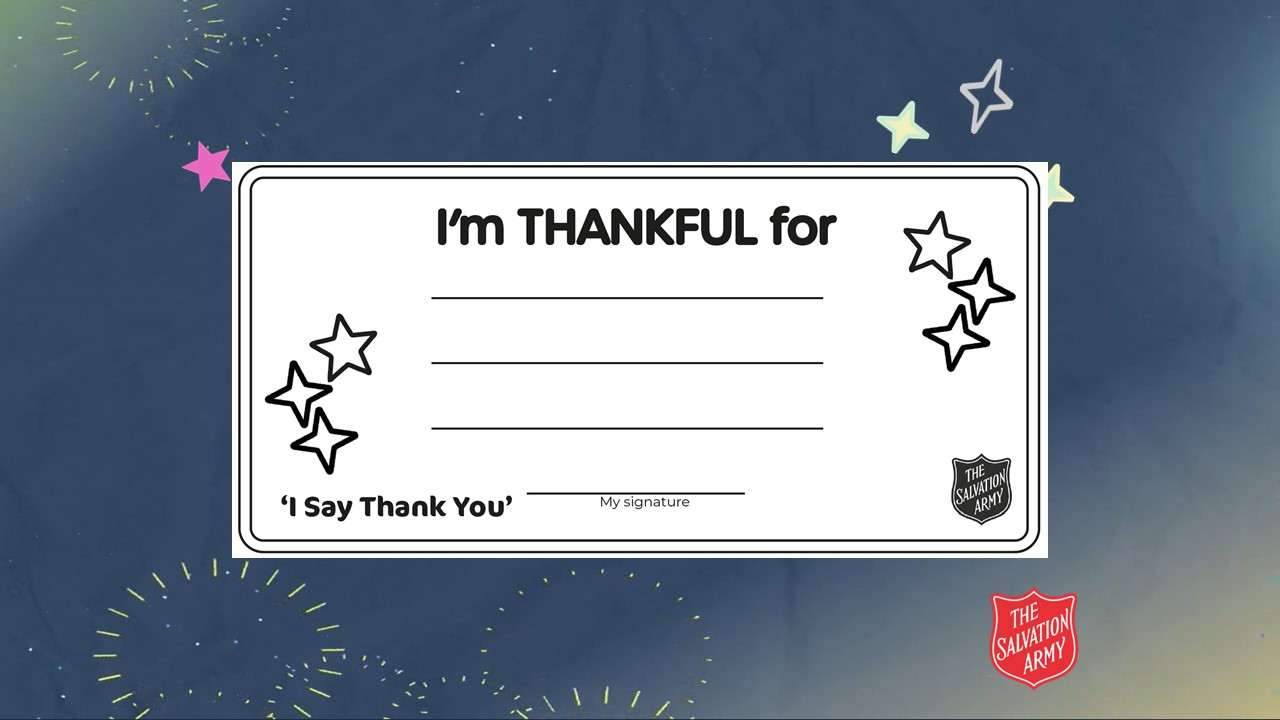 I'm THANKFUL for
'I Say Thank You'
My signature
THE
SALVATION
ARMY
THE
SALVATION
ARMY